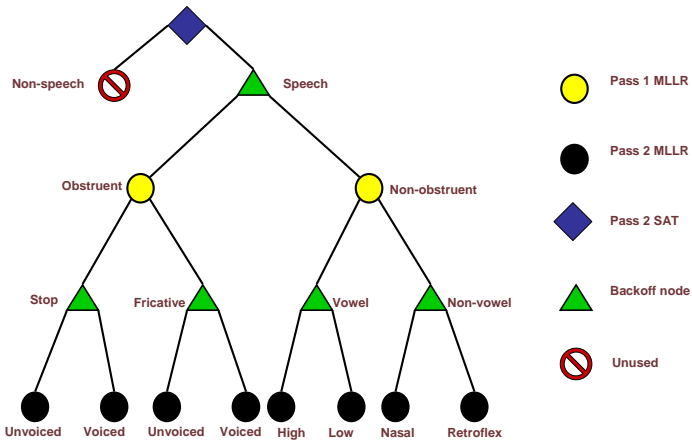 Non-speech
Speech
Pass 1 MLLR
Pass 2 MLLR
Obstruent
Non-obstruent
Pass 2 SAT
Stop
Fricative
Vowel
Non-vowel
Backoff node
Unused
Unvoiced
Voiced
Unvoiced
Voiced
High
Low
Nasal
Retroflex